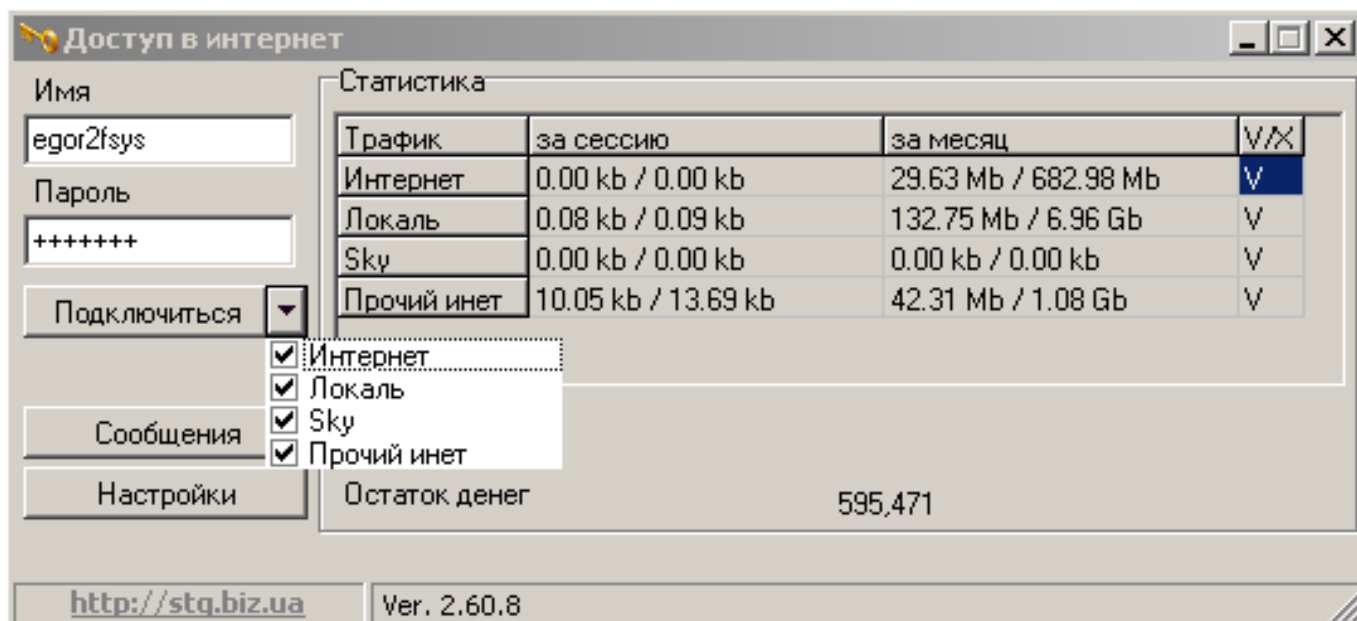 Доступ в интернет
Имя
egor2fsys
Пароль
+++++++
Подключиться
Интернет
Локаль
Sky
Прочий инет
Сообщения
Настройки
Статистика
Трафик за сессию за месяц V/X
Интернет 0.00 kb / 0.00 kb 29.63 Mb / 682.98 Mb V
Локаль 0.08 kb / 0.09 kb 132.75 Mb / 6.96 Gb V
Sky 0.00 kb / 0.00 kb 0.00 kb / 0.00 kb V
Прочий инет 10.05 kb / 13.69 kb 42.31 Mb / 1.08 Gb V
Остаток денег 595,471
http://stg.biz.ua Ver. 2.60.8